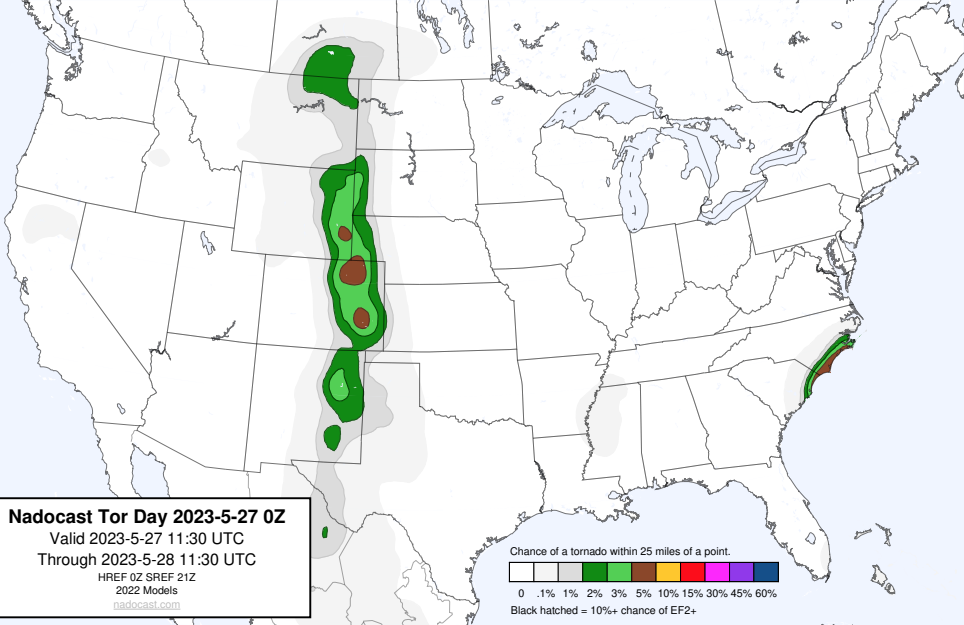 Nadocast Tor Day 2023-5-27 0Z
Valid 2023-5-27 11:30 UTC
Through 2023-5-28 11:30 UTC
HREF 0Z SREF 21Z
2022 Models
nadocast.com
Chance of a tornado within 25 miles of a point.
0 .1% 1% 2% 3% 5% 10% 15% 30% 45% 60%
Black hatched = 10%+ chance of EF2+